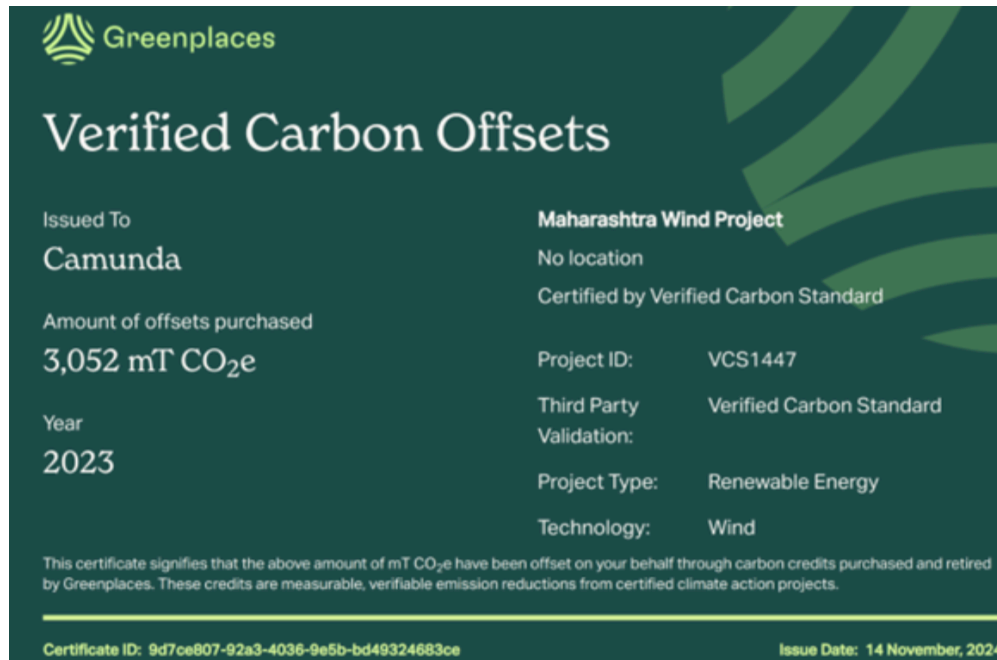 Greenplaces
Verified Carbon Offsets
Issued To
Camunda
Amount of offsets purchased
3,052 mT CO₂e
Year
2023
Maharashtra Wind Project
No location
Certified by Verified Carbon Standard
Project ID: VCS1447
Third Party Validation: Verified Carbon Standard
Project Type: Renewable Energy
Technology: Wind
This certificate signifies that the above amount of mT CO₂e have been offset on your behalf through carbon credits purchased and retired
by Greenplaces. These credits are measurable, verifiable emission reductions from certified climate action projects.
Certificate ID: 9d7ce807-92a3-4036-9e5b-bd49324683ce
Issue Date: 14 November, 2024